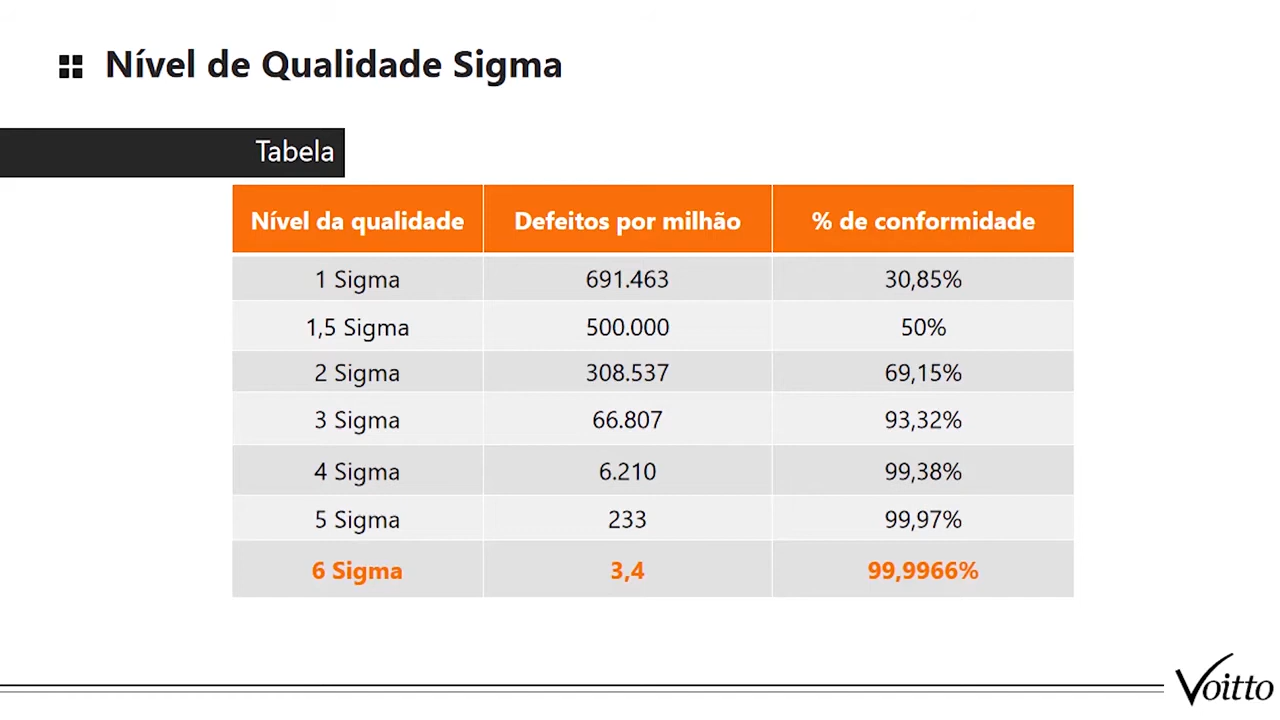 Nível de Qualidade Sigma
Tabela
Nível da qualidade Defeitos por milhão % de conformidade
1 Sigma 691.463 30,85%
1,5 Sigma 500.000 50%
2 Sigma 308.537 69,15%
3 Sigma 66.807 93,32%
4 Sigma 6.210 99,38%
5 Sigma 233 99,97%
6 Sigma 3,4 99,9966%
Voitto